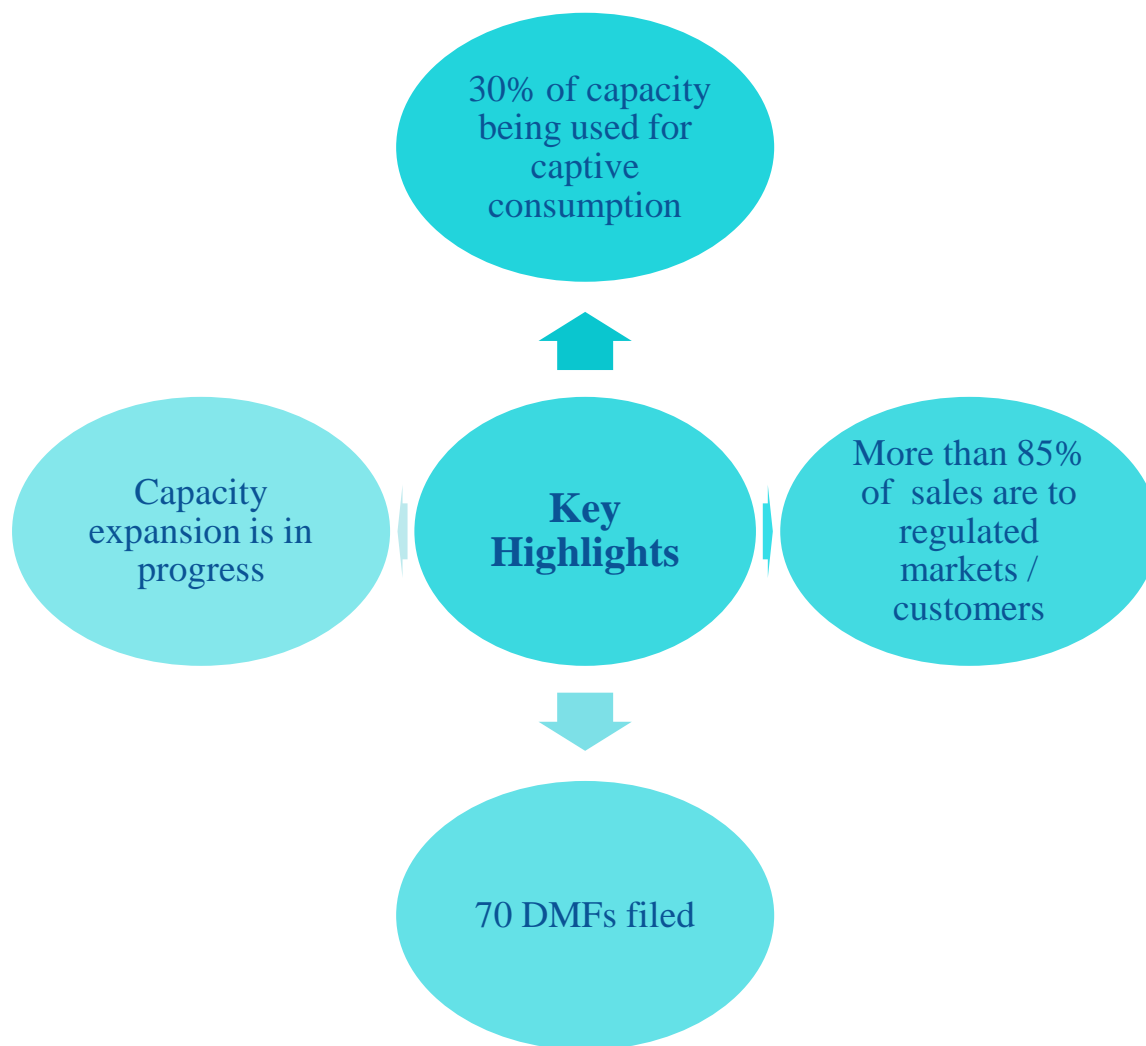 30% of capacity
being used for
captive
consumption
Capacity
expansion is in
progress
Key
Highlights
More than 85%
of sales are to
regulated
markets /
customers
70 DMFs filed